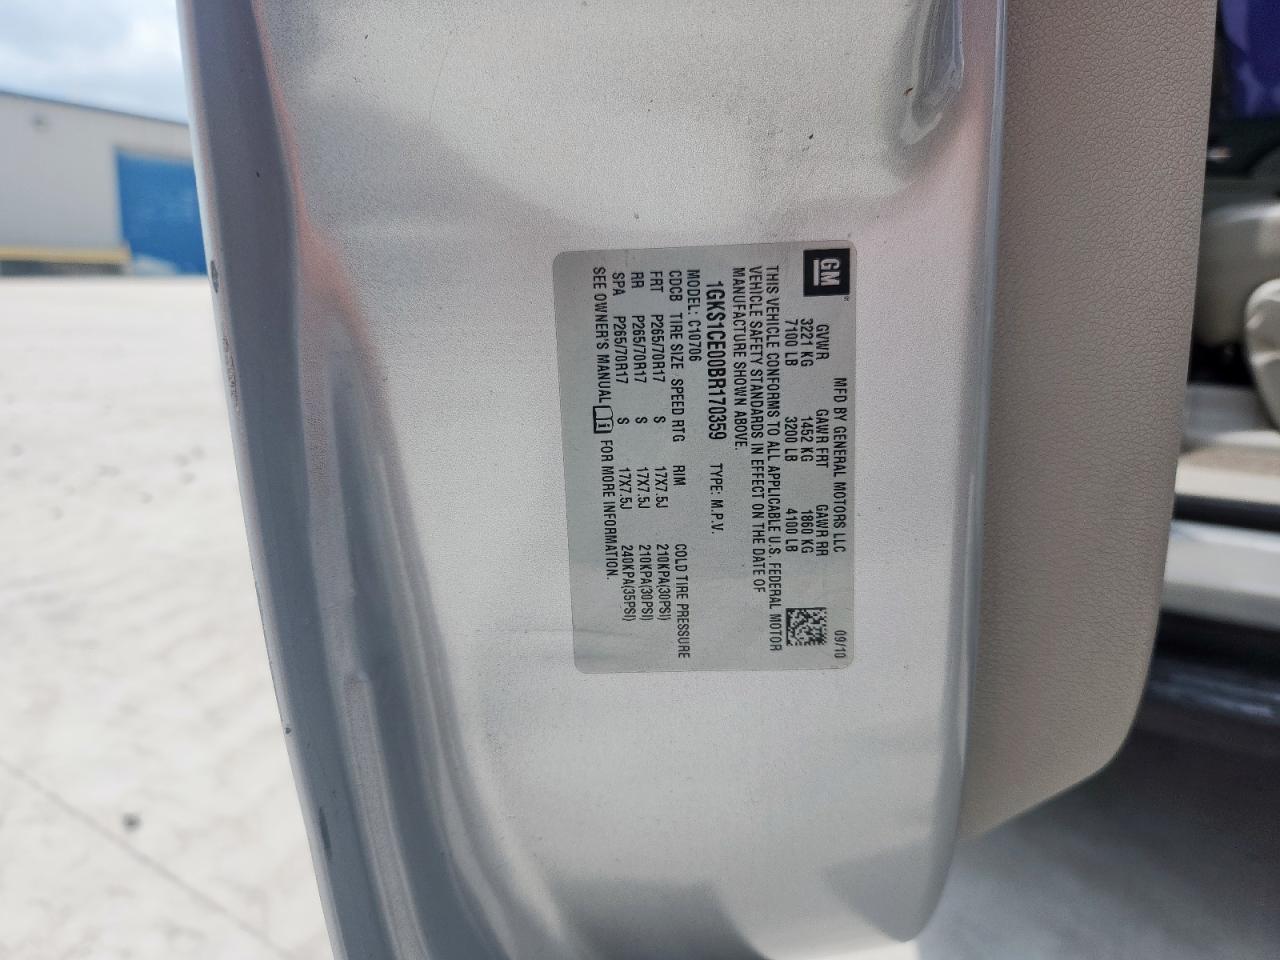 GM
MFD BY GENERAL MOTORS LLC 09/10
GVWR GAWR FRT GAWR RR
3221 KG 1452 KG 1860 KG
7100 LB 3200 LB 4100 LB
THIS VEHICLE CONFORMS TO ALL APPLICABLE U.S. FEDERAL MOTOR
VEHICLE SAFETY STANDARDS IN EFFECT ON THE DATE OF
MANUFACTURE SHOWN ABOVE.
1GKS1CE00BR170359 TYPE: M.P.V.
MODEL: C10706
CDCB TIRE SIZE SPEED RTG RIM COLD TIRE PRESSURE
FRT P265/70R17 S 17X7.5J 210KPA(30PSI)
RR P265/70R17 S 17X7.5J 210KPA(30PSI)
SPA P265/70R17 S 17X7.5J 240KPA(35PSI)
SEE OWNER'S MANUAL i FOR MORE INFORMATION.